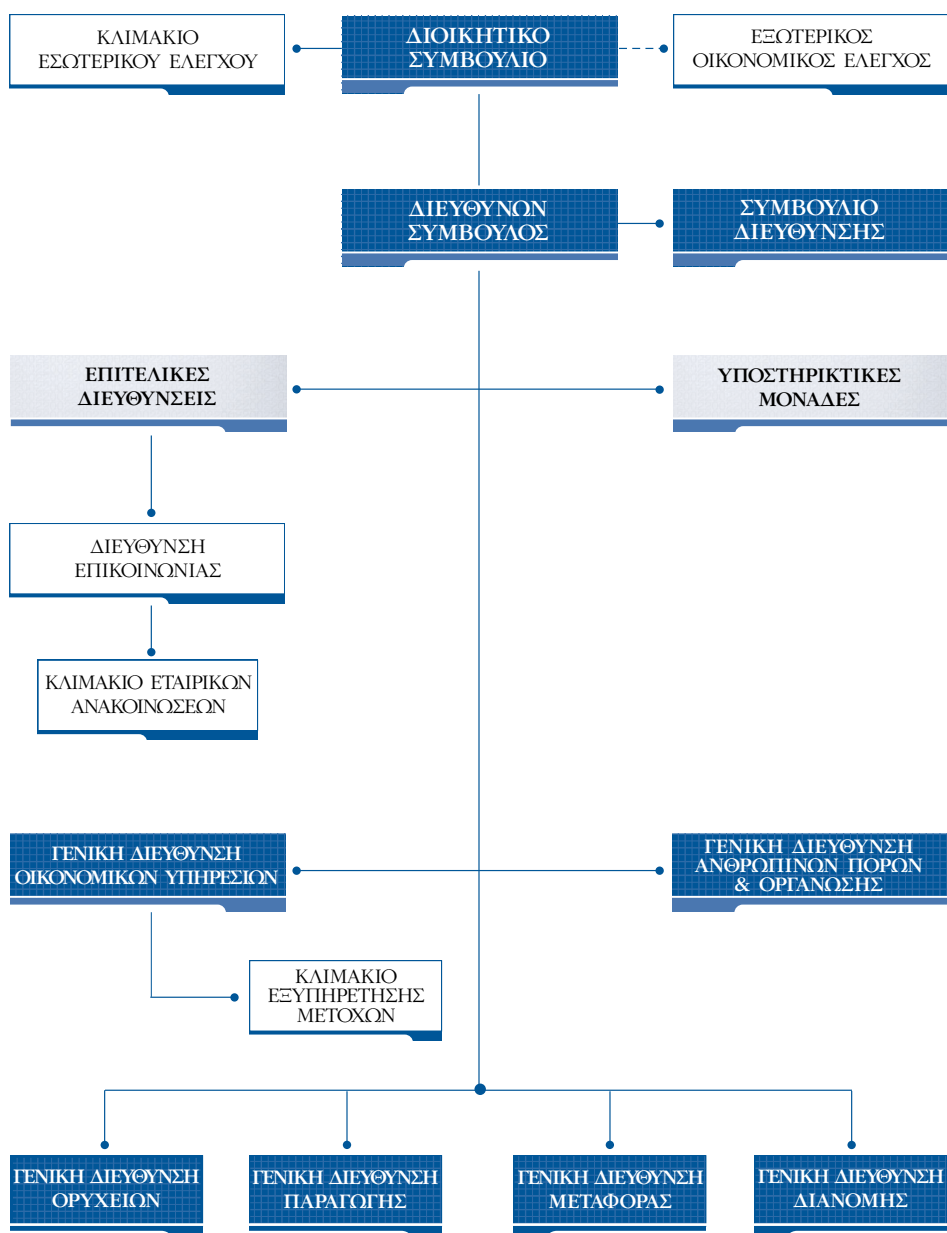 ΚΛΙΜΑΚΙΟ
ΕΣΩΤΕΡΙΚΟΥ ΕΛΕΓΧΟΥ
ΔΙΟΙΚΗΤΙΚΟ
ΣΥΜΒΟΥΛΙΟ
ΕΞΩΤΕΡΙΚΟΣ
ΟΙΚΟΝΟΜΙΚΟΣ ΕΛΕΓΧΟΣ
ΔΙΕΥΘΥΝΩΝ
ΣΥΜΒΟΥΛΟΣ
ΣΥΜΒΟΥΛΙΟ
ΔΙΕΥΘΥΝΣΗΣ
ΕΠΙΤΕΛΙΚΕΣ
ΔΙΕΥΘΥΝΣΕΙΣ
ΥΠΟΣΤΗΡΙΚΤΙΚΕΣ
ΜΟΝΑΔΕΣ
ΔΙΕΥΘΥΝΣΗ
ΕΠΙΚΟΙΝΩΝΙΑΣ
ΚΛΙΜΑΚΙΟ ΕΤΑΙΡΙΚΩΝ
ΑΝΑΚΟΙΝΩΣΕΩΝ
ΓΕΝΙΚΗ ΔΙΕΥΘΥΝΣΗ
ΟΙΚΟΝΟΜΙΚΩΝ ΥΠΗΡΕΣΙΩΝ
ΓΕΝΙΚΗ ΔΙΕΥΘΥΝΣΗ
ΑΝΘΡΩΠΙΝΩΝ ΠΟΡΩΝ
& ΟΡΓΑΝΩΣΗΣ
ΚΛΙΜΑΚΙΟ
ΕΞΥΠΗΡΕΤΗΣΗΣ
ΜΕΤΟΧΩΝ
ΓΕΝΙΚΗ ΔΙΕΥΘΥΝΣΗ
ΟΡΥΧΕΙΩΝ
ΓΕΝΙΚΗ ΔΙΕΥΘΥΝΣΗ
ΠΑΡΑΓΩΓΗΣ
ΓΕΝΙΚΗ ΔΙΕΥΘΥΝΣΗ
ΜΕΤΑΦΟΡΑΣ
ΓΕΝΙΚΗ ΔΙΕΥΘΥΝΣΗ
ΔΙΑΝΟΜΗΣ